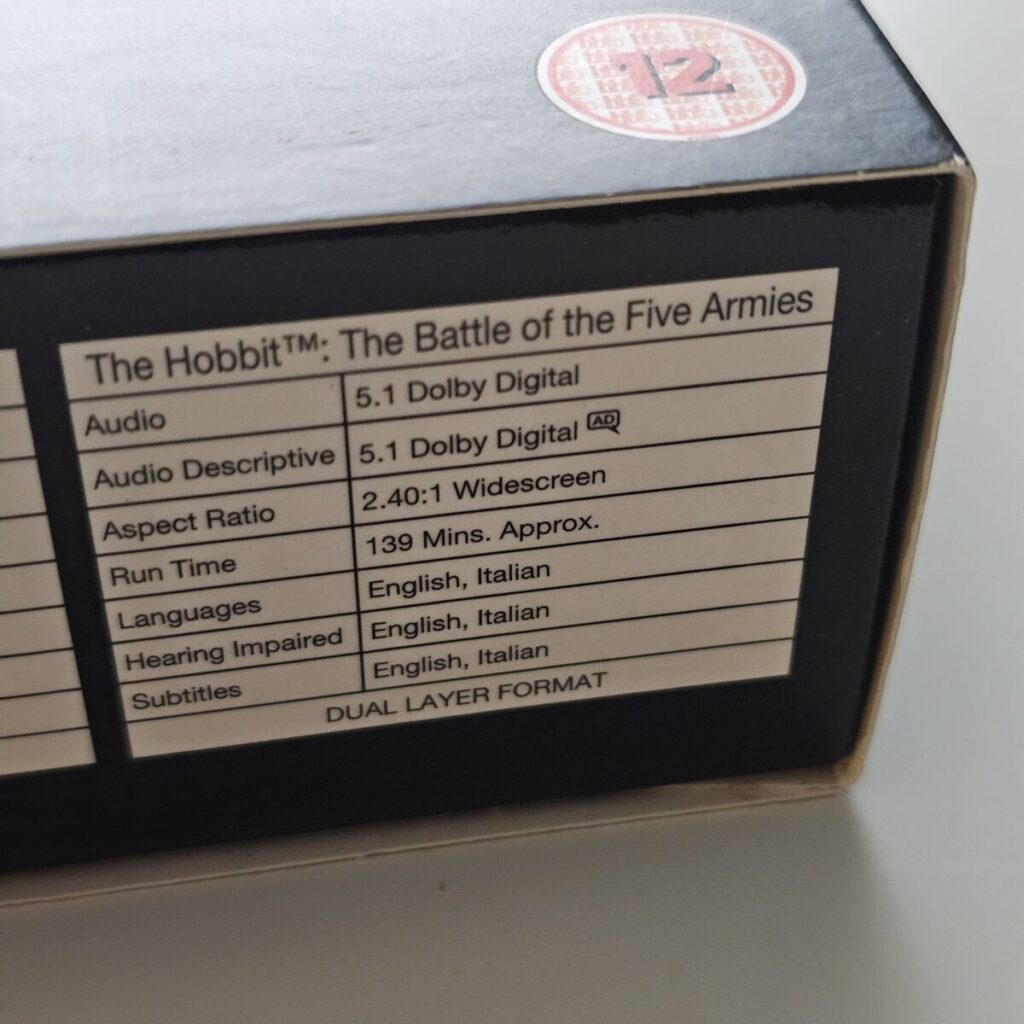 12
The Hobbit™: The Battle of the Five Armies
Audio 5.1 Dolby Digital
Audio Descriptive 5.1 Dolby Digital AD
Aspect Ratio 2.40:1 Widescreen
Run Time 139 Mins. Approx.
Languages English, Italian
Hearing Impaired English, Italian
Subtitles English, Italian
DUAL LAYER FORMAT